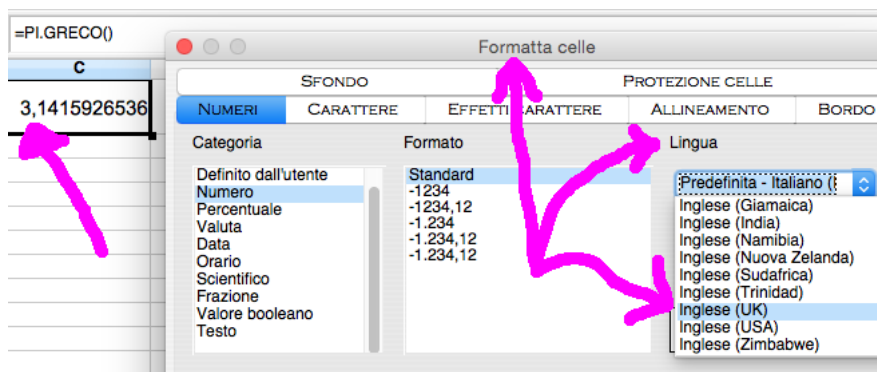 =PI.GRECO()
Formatta celle
C
3,1415926536
SFONDO
PROTEZIONE CELLE
NUMERI
CARATTERE
EFFETTI CARATTERE
ALLINEAMENTO
BORDO
Categoria
Formato
Lingua
Definito dall'utente
Numero
Percentuale
Valuta
Data
Orario
Scientifico
Frazione
Valore booleano
Testo
Standard
-1234
-1234,12
-1.234
-1.234,12
-1.234,12
Predefinita - Italiano (
Inglese (Giamaica)
Inglese (India)
Inglese (Namibia)
Inglese (Nuova Zelanda)
Inglese (Sudafrica)
Inglese (Trinidad)
Inglese (UK)
Inglese (USA)
Inglese (Zimbabwe)